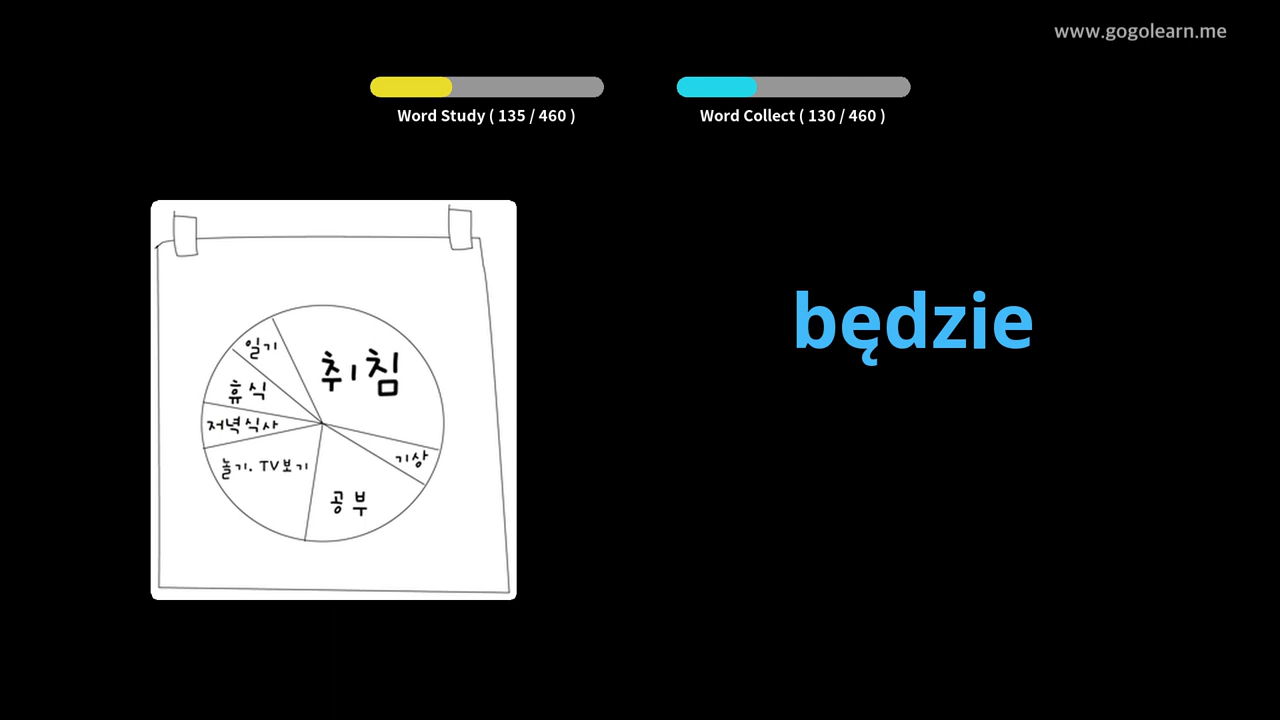 www.gogolearn.me
Word Study ( 135 / 460 )
Word Collect ( 130 / 460 )
일기
취침
휴식
저녁식사
기상
놀기. TV보기
공부
będzie